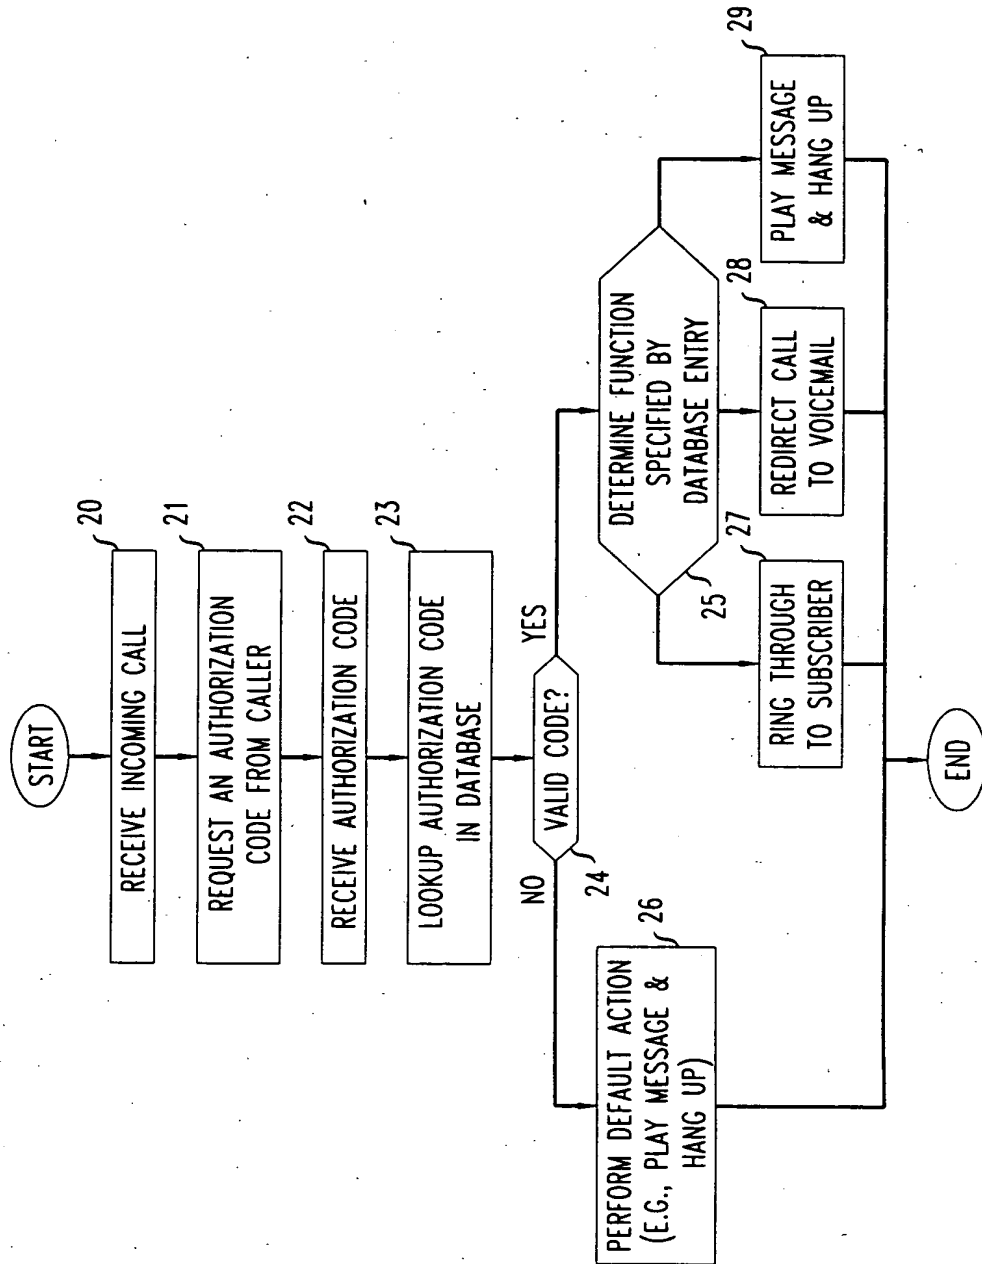 START
20
RECEIVE INCOMING CALL
21
REQUEST AN AUTHORIZATION
CODE FROM CALLER
22
RECEIVE AUTHORIZATION CODE
23
LOOKUP AUTHORIZATION CODE
IN DATABASE
NO
VALID CODE?
YES
24
26
PERFORM DEFAULT ACTION
(E.G., PLAY MESSAGE &
HANG UP)
DETERMINE FUNCTION
SPECIFIED BY
DATABASE ENTRY
25
27
RING THROUGH
TO SUBSCRIBER
28
REDIRECT CALL
TO VOICEMAIL
29
PLAY MESSAGE
& HANG UP
END